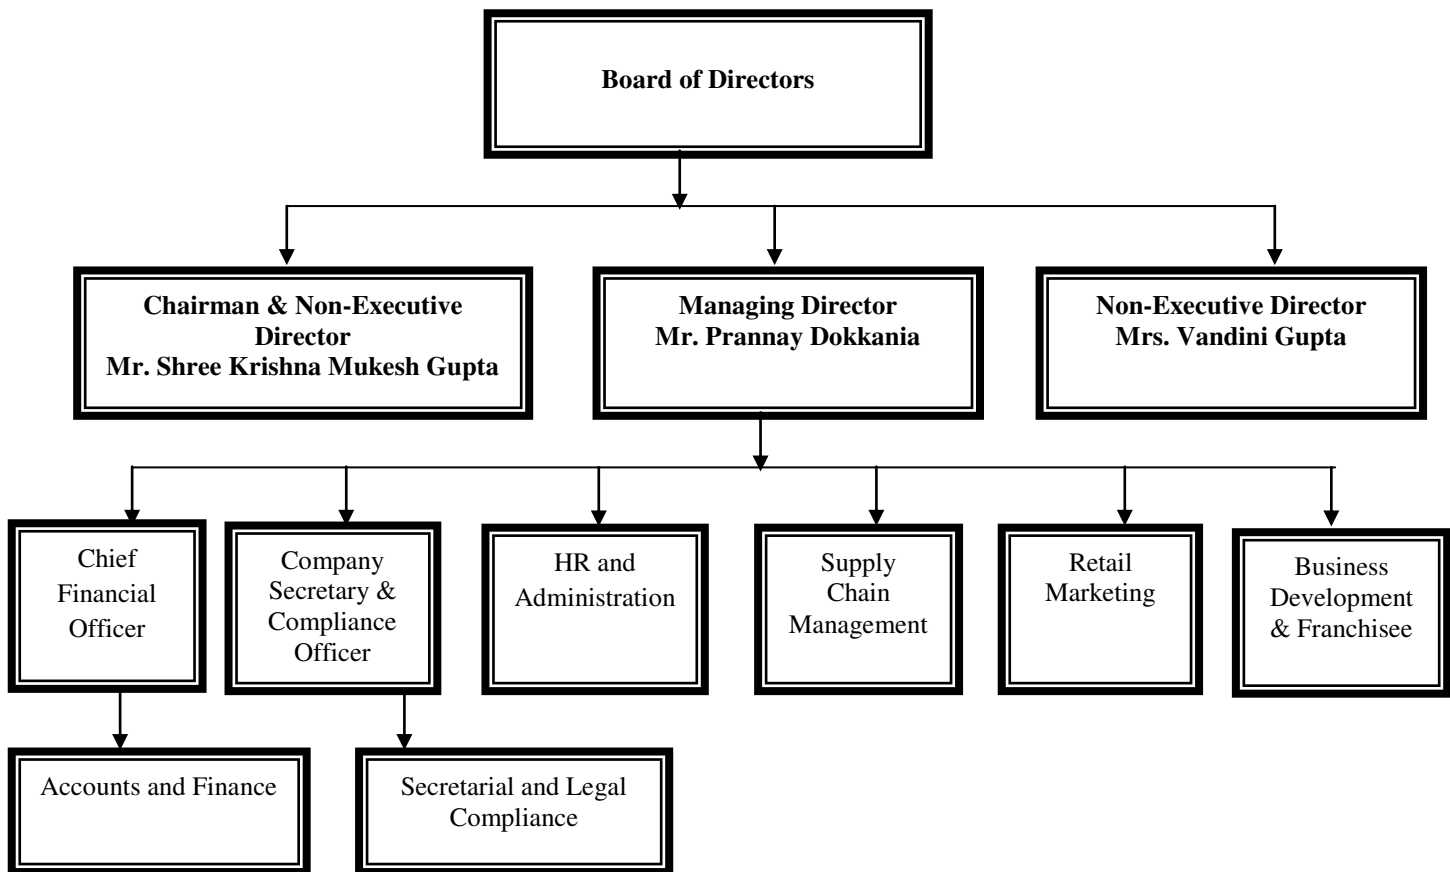 Board of Directors
Chairman & Non-Executive
Director
Mr. Shree Krishna Mukesh Gupta
Managing Director
Mr. Prannay Dokkania
Non-Executive Director
Mrs. Vandini Gupta
Chief
Financial
Officer
Company
Secretary &
Compliance
Officer
HR and
Administration
Supply
Chain
Management
Retail
Marketing
Business
Development
& Franchisee
Accounts and Finance
Secretarial and Legal
Compliance